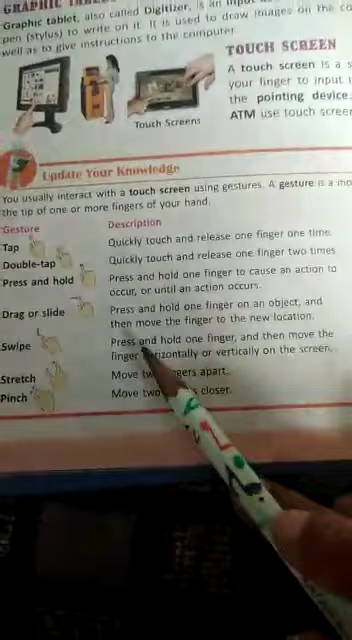 GRAPHIC TABLET
Graphic tablet, also called Digitizer, is an input
pen (stylus) to write on it. It is used to draw images on the co
well as to give instructions to the computer.
TOUCH SCREEN
A touch screen is a s
your finger to input
the pointing device.
ATM use touch scree
Touch Screens
Update Your Knowledge
You usually interact with a touch screen using gestures. A gesture is a mo
the tip of one or more fingers of your hand.
Gesture Description
Tap Quickly touch and release one finger one time.
Double-tap Quickly touch and release one finger two times
Press and hold Press and hold one finger to cause an action to
occur, or until an action occurs.
Drag or slide Press and hold one finger on an object, and
then move the finger to the new location.
Swipe Press and hold one finger, and then move the
finger horizontally or vertically on the screen.
Stretch Move two fingers apart.
Pinch Move two closer.